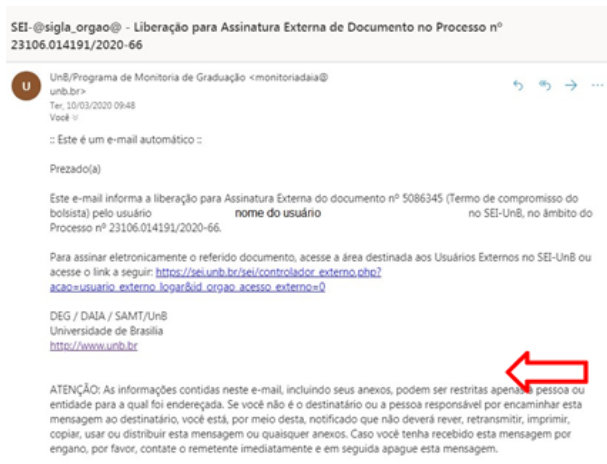 SEI-@sigla_orgao@ - Liberação para Assinatura Externa de Documento no Processo nº
23106.014191/2020-66
U
UnB/Programa de Monitoria de Graduação <monitoriadaia@
unb.br>
Ter, 10/03/2020 09:48
Você
:: Este é um e-mail automático ::
Prezado(a)
Este e-mail informa a liberação para Assinatura Externa do documento nº 5086345 (Termo de compromisso do
bolsista) pelo usuário nome do usuário no SEI-UnB, no âmbito do
Processo nº 23106.014191/2020-66.
Para assinar eletronicamente o referido documento, acesse a área destinada aos Usuários Externos no SEI-UnB ou
acesse o link a seguir: https://sei.unb.br/sei/controlador_externo.php?
acao=usuario_externo_logar&id_orgao_acesso_externo=0
DEG / DAIA / SAMT/UnB
Universidade de Brasilia
http://www.unb.br
ATENÇÃO: As informações contidas neste e-mail, incluindo seus anexos, podem ser restritas apenas à pessoa ou
entidade para a qual foi endereçada. Se você não é o destinatário ou a pessoa responsável por encaminhar esta
mensagem ao destinatário, você está, por meio desta, notificado que não deverá rever, retransmitir, imprimir,
copiar, usar ou distribuir esta mensagem ou quaisquer anexos. Caso você tenha recebido esta mensagem por
engano, por favor, contate o remetente imediatamente e em seguida apague esta mensagem.